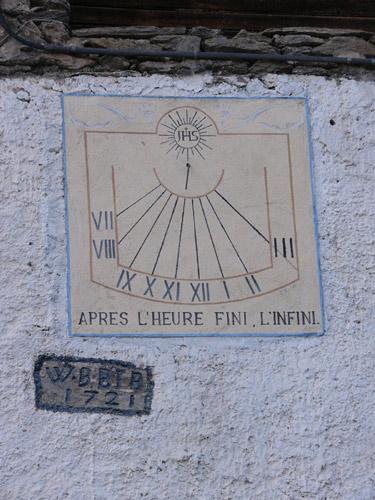 IHS
VII
VIII
III
IX X XI XII I II
APRES L'HEURE FINI, L'INFINI.
1721